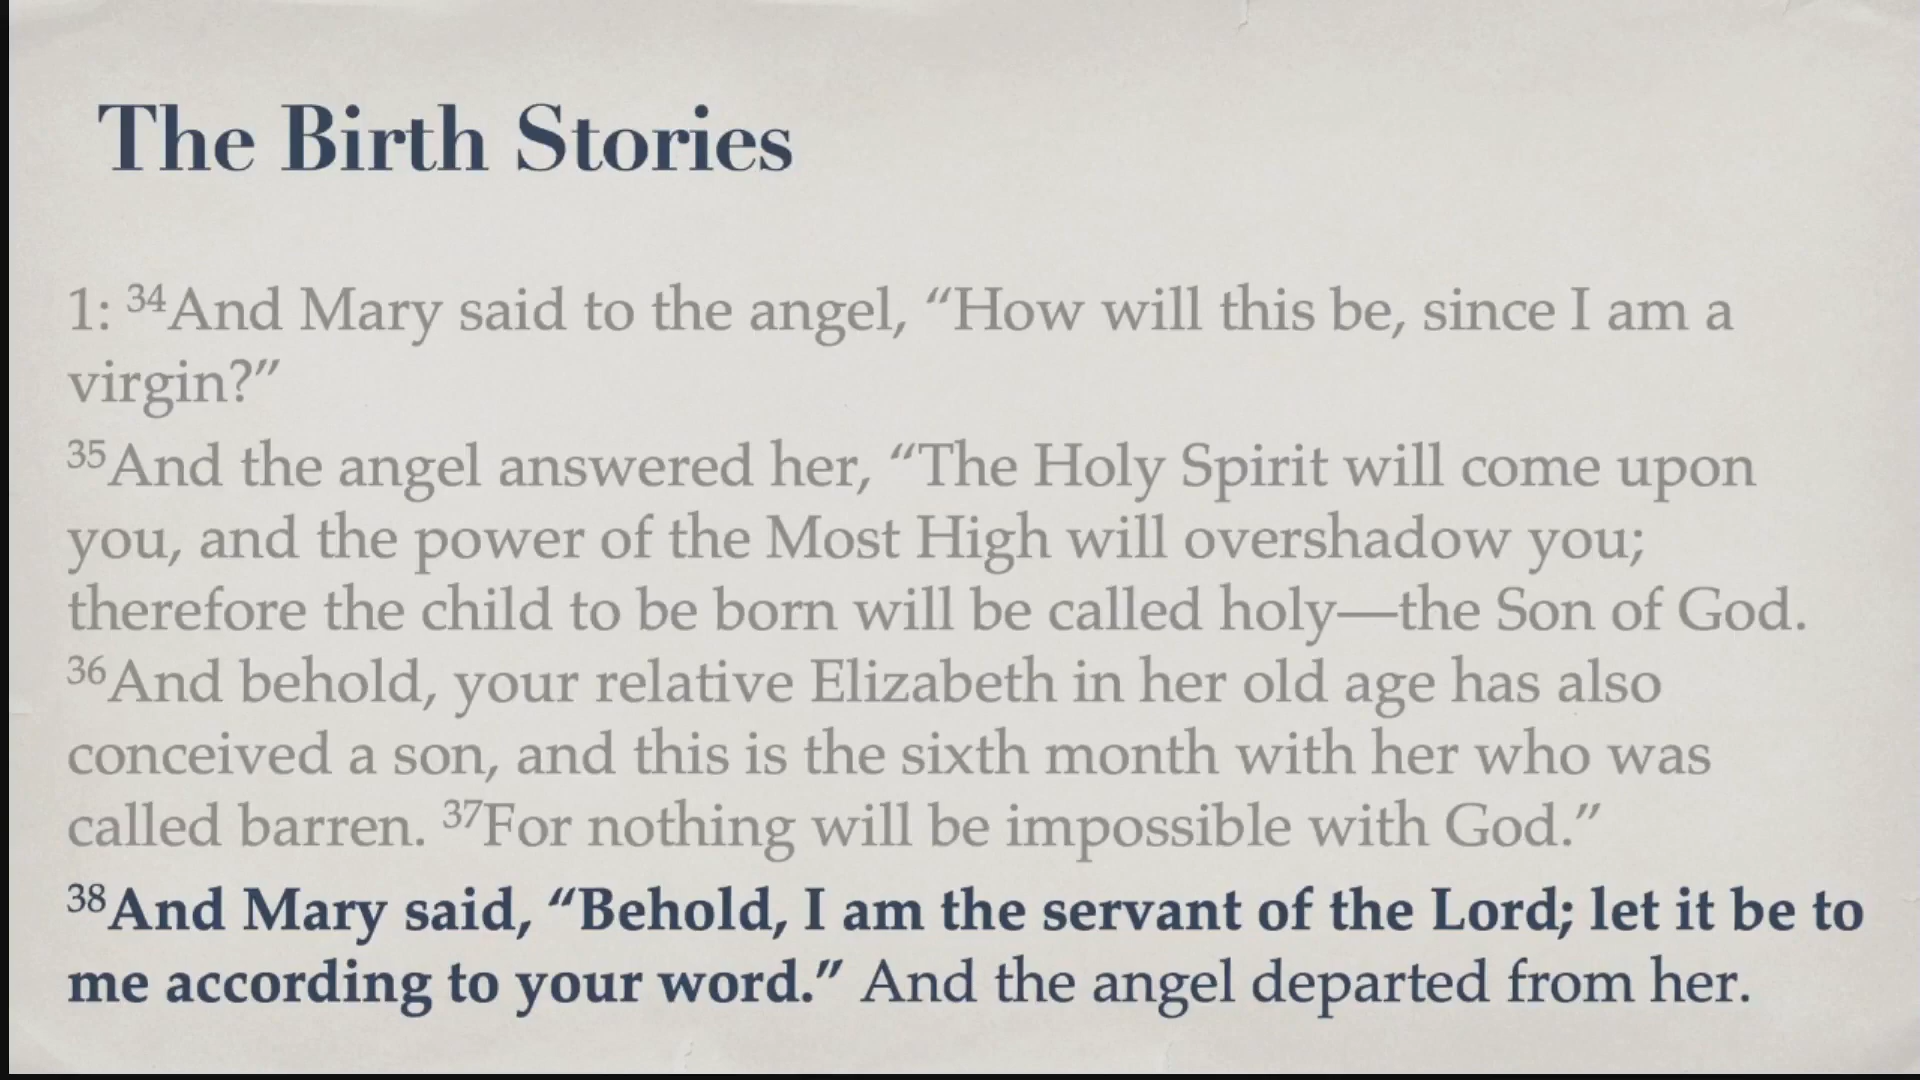 The Birth Stories
1: ³⁴And Mary said to the angel, “How will this be, since I am a
virgin?”
³⁵And the angel answered her, “The Holy Spirit will come upon
you, and the power of the Most High will overshadow you;
therefore the child to be born will be called holy—the Son of God.
³⁶And behold, your relative Elizabeth in her old age has also
conceived a son, and this is the sixth month with her who was
called barren. ³⁷For nothing will be impossible with God.”
³⁸And Mary said, “Behold, I am the servant of the Lord; let it be to
me according to your word.” And the angel departed from her.